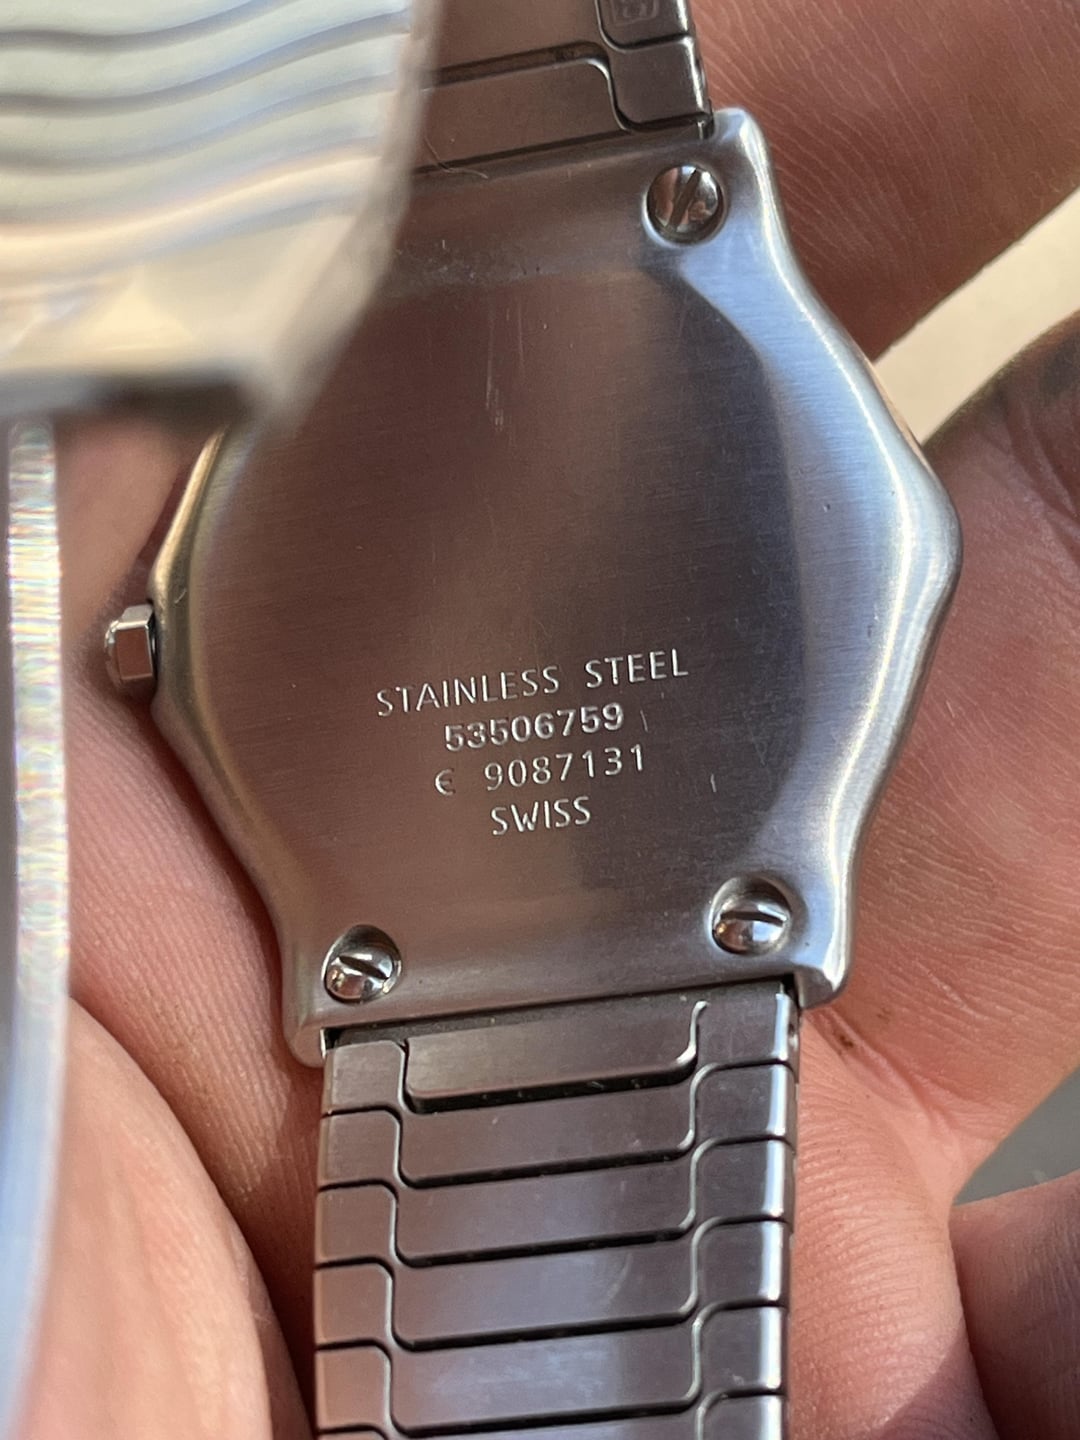 STAINLESS STEEL
53506759
€ 9087131
SWISS